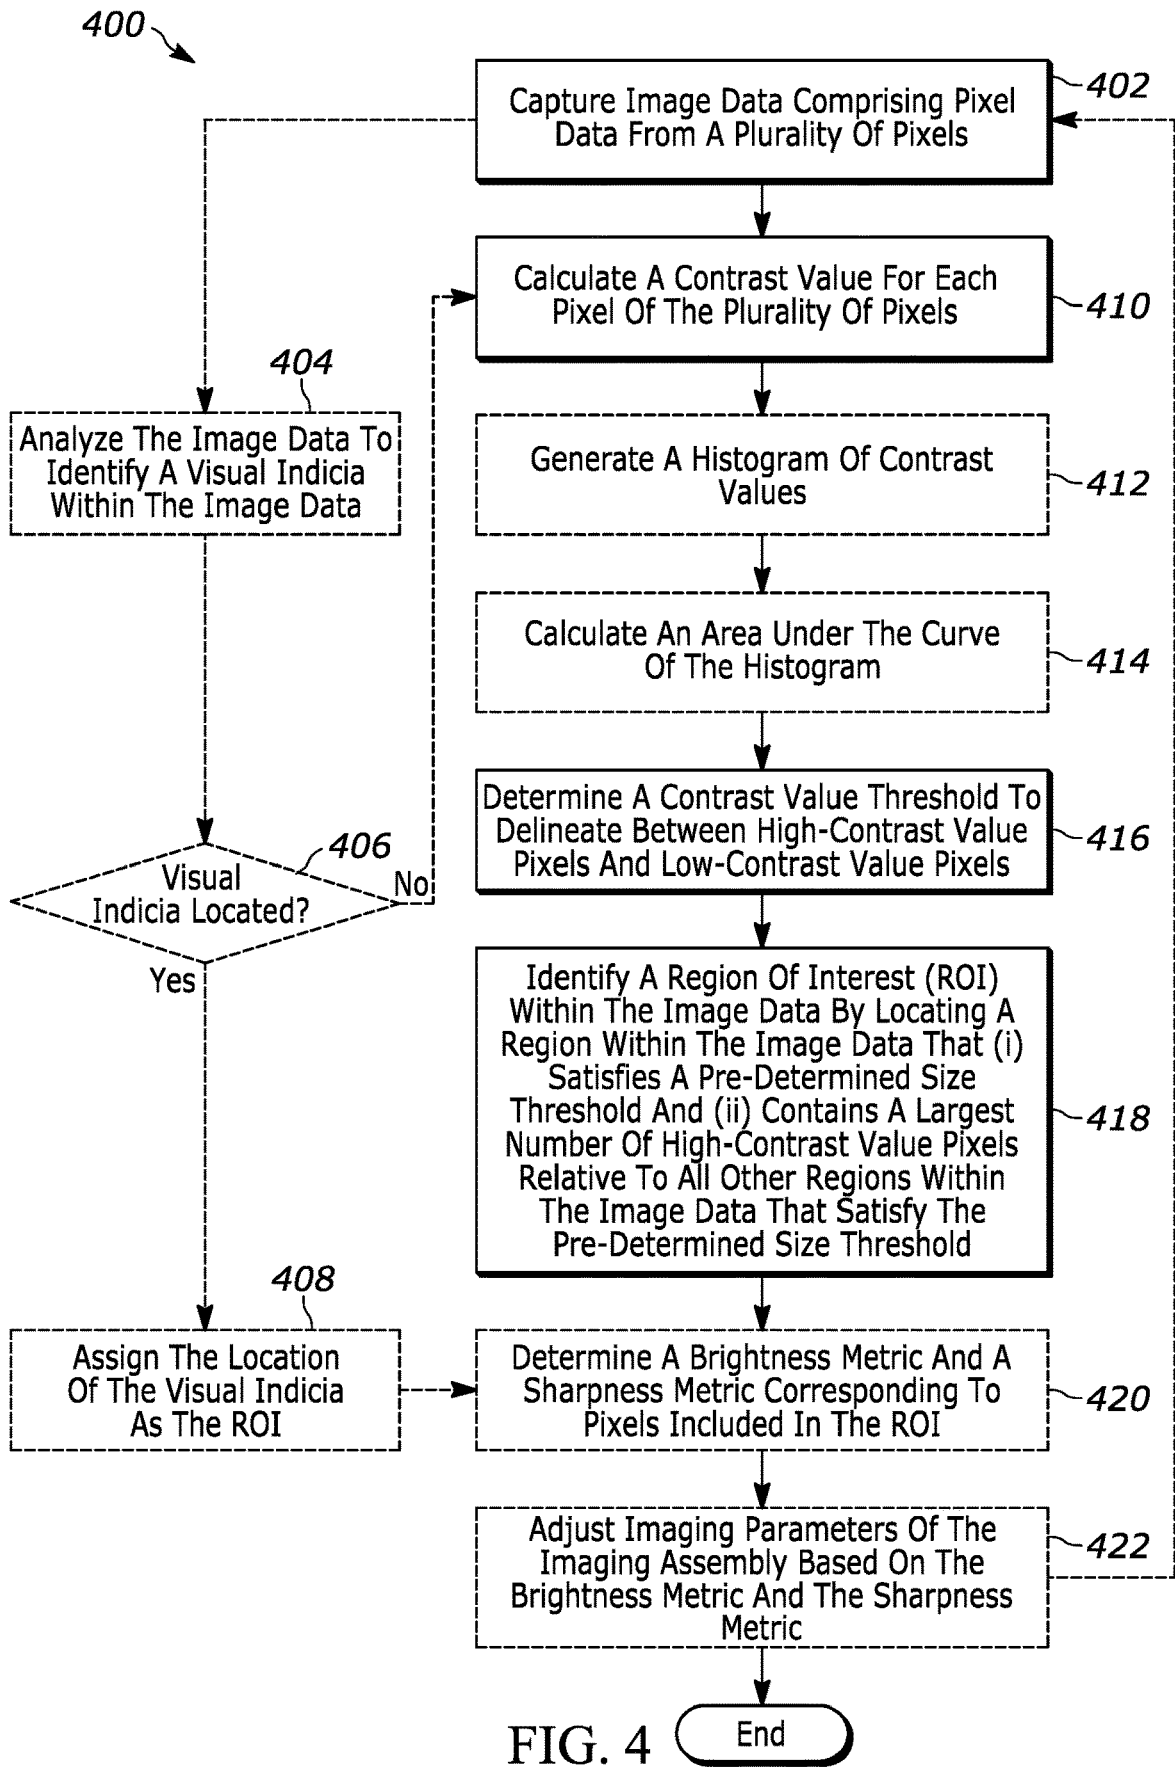 400
402
Capture Image Data Comprising Pixel
Data From A Plurality Of Pixels
Calculate A Contrast Value For Each
Pixel Of The Plurality Of Pixels
410
404
Analyze The Image Data To
Identify A Visual Indicia
Within The Image Data
Generate A Histogram Of Contrast
Values
412
Calculate An Area Under The Curve
Of The Histogram
414
Determine A Contrast Value Threshold To
Delineate Between High-Contrast Value
Pixels And Low-Contrast Value Pixels
416
406
Visual
Indicia Located?
No
Yes
Identify A Region Of Interest (ROI)
Within The Image Data By Locating A
Region Within The Image Data That (i)
Satisfies A Pre-Determined Size
Threshold And (ii) Contains A Largest
Number Of High-Contrast Value Pixels
Relative To All Other Regions Within
The Image Data That Satisfy The
Pre-Determined Size Threshold
418
408
Assign The Location
Of The Visual Indicia
As The ROI
Determine A Brightness Metric And A
Sharpness Metric Corresponding To
Pixels Included In The ROI
420
Adjust Imaging Parameters Of The
Imaging Assembly Based On The
Brightness Metric And The Sharpness
Metric
422
End
FIG. 4